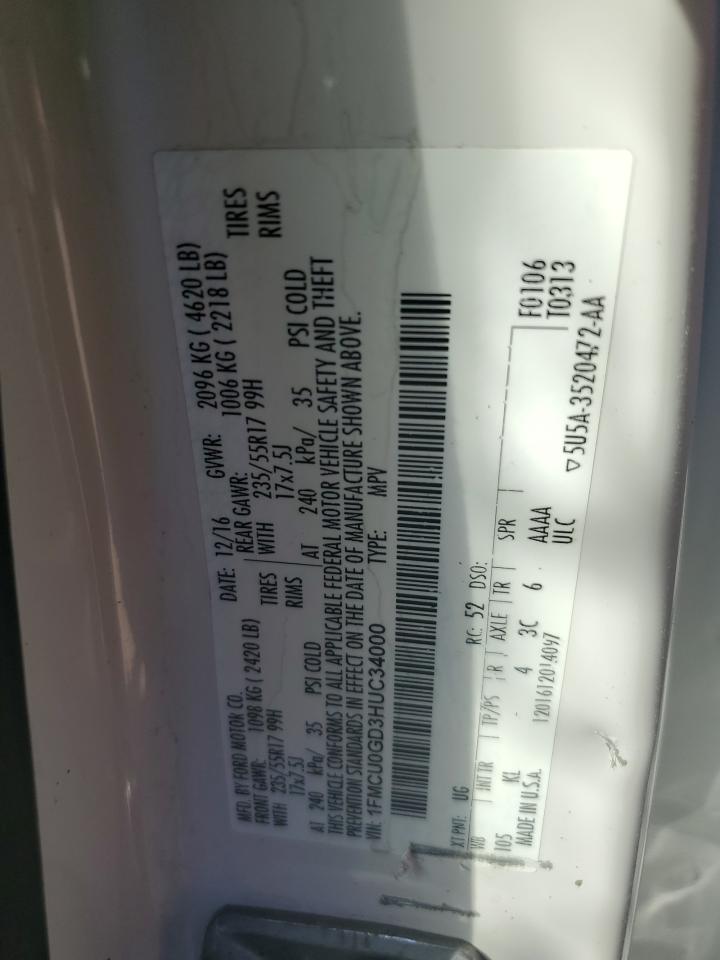 MFD. BY FORD MOTOR CO.
DATE: 12/16 GVWR: 2096 KG ( 4620 LB)
FRONT GAWR: 1098 KG ( 2420 LB)
REAR GAWR: 1006 KG ( 2218 LB)
WITH 235/55R17 99H TIRES
WITH 235/55R17 99H TIRES
17x7.5J RIMS
17x7.5J RIMS
AT 240 kPa/ 35 PSI COLD
AT 240 kPa/ 35 PSI COLD
THIS VEHICLE CONFORMS TO ALL APPLICABLE FEDERAL MOTOR VEHICLE SAFETY AND THEFT
PREVENTION STANDARDS IN EFFECT ON THE DATE OF MANUFACTURE SHOWN ABOVE.
VIN: 1FMCU0GD3HUC34000 TYPE: MPV
EXT PNT: UG RC: 52 DSO:
WB INT TR TP/PS R AXLE TR SPR
105 KL 4 3C 6 AAAA
F0106
T0313
MADE IN U.S.A. 1201612014097 ULC
▽5U5A-3520472-AA